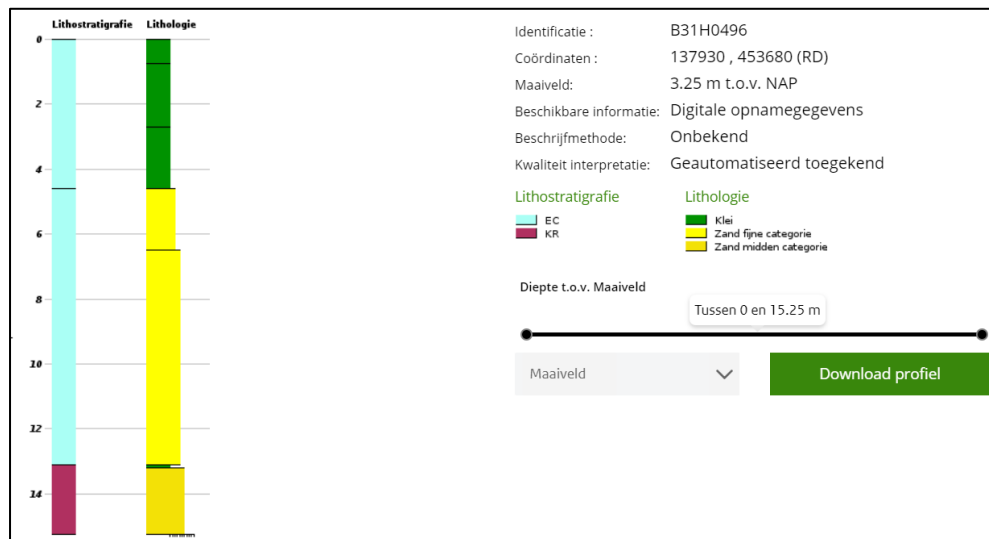 Lithostratigrafie Lithologie
0
2
4
6
8
10
12
14
Identificatie : B31H0496
Coördinaten : 137930 , 453680 (RD)
Maaiveld: 3.25 m t.o.v. NAP
Beschikbare informatie: Digitale opnamegegevens
Beschrijfmethode: Onbekend
Kwaliteit interpretatie: Geautomatiseerd toegekend
Lithostratigrafie Lithologie
EC Klei
KR Zand fijne categorie
Zand midden categorie
Diepte t.o.v. Maaiveld
Tussen 0 en 15.25 m
Maaiveld Download profiel